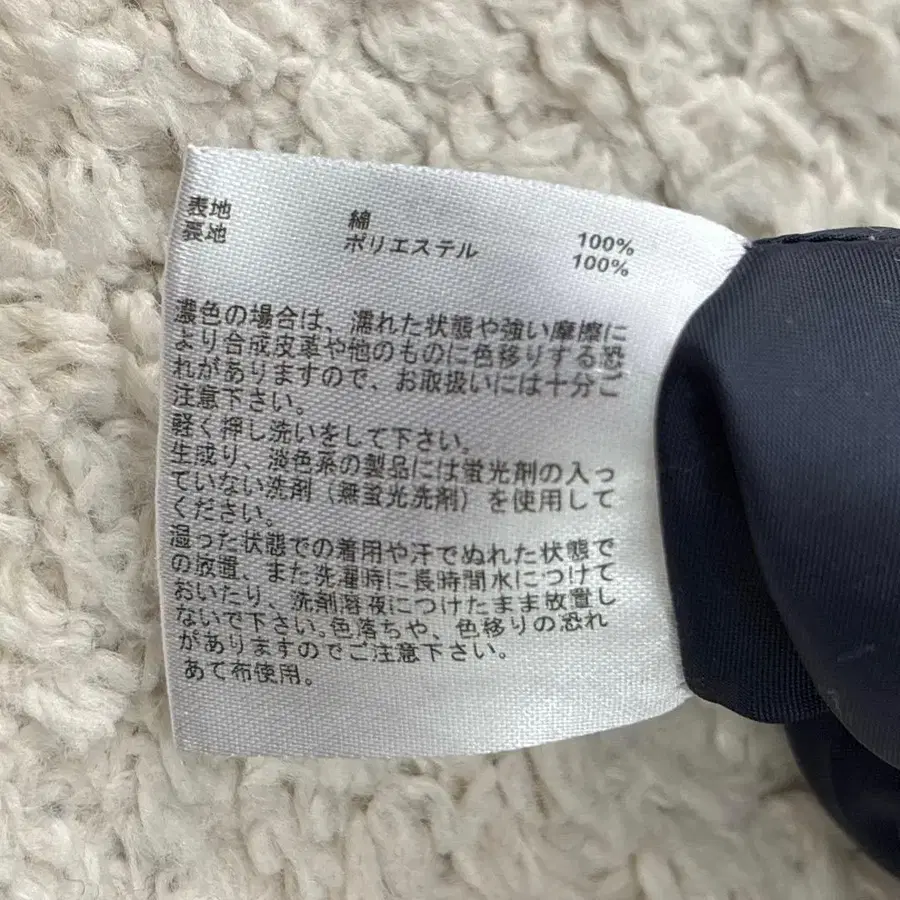 表地 綿 100%
裏地 ポリエステル 100%
濃色の場合は、濡れた状態や強い摩擦に
より合成皮革や他のものに色移りする恐
れがありますので、お取扱いには十分ご
注意下さい。
軽く押し洗いをして下さい。
生成り、淡色系の製品には蛍光剤の入っ
ていない洗剤（無蛍光洗剤）を使用して
ください。
湿った状態での着用や汗でぬれた状態で
の放置、また洗濯時に長時間水につけて
おいたり、洗剤溶液につけたまま放置し
ないで下さい。色落ちや、色移りの恐れ
がありますのでご注意下さい。
あて布使用。